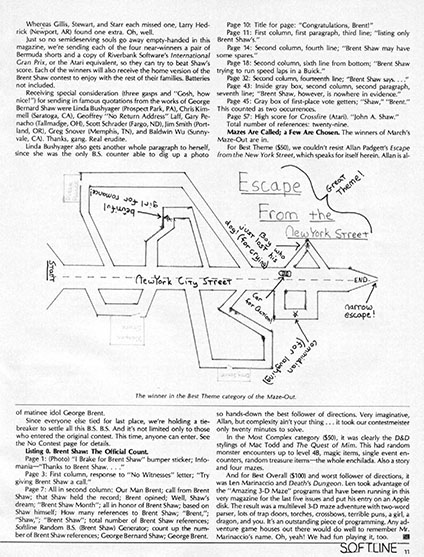 Whereas Gillis, Stewart, and Starr each missed one, Larry Hed-
rick (Newport, AR) found one extra. Oh, well.
Just so no semideserving souls go away empty-handed in this
magazine, we're sending each of the four near-winners a pair of
Bermuda shorts and a copy of Riverbank Software's International
Gran Prix, or the Atari equivalent, so they can try to beat Shaw's
score. Each of the winners will also receive the home version of the
Brent Shaw contest to enjoy with the rest of their families. Batteries
not included.
Receiving special consideration (three gasps and "Gosh, how
nice!") for sending in famous quotations from the works of George
Bernard Shaw were Linda Bushyager (Prospect Park, PA), Chris Kim-
mell (Saratoga, CA), Geoffrey "No Return Address" Laff, Gary Pe-
nacho (Tallmadge, OH), Scott Schrader (Fargo, ND), Jim Smith (Port-
land, OR), Greg Snover (Memphis, TN), and Baldwin Wu (Sunny-
vale, CA). Thanks, gang. Real erudite.
Linda Bushyager also gets another whole paragraph to herself,
since she was the only B.S. counter able to dig up a photo
Page 10: Title for page: "Congratulations, Brent!"
Page 11: First column, first paragraph, third line; "listing only
Brent Shaw's."
Page 14: Second column, fourth line; "Brent Shaw may have
some spares."
Page 18: Second column, sixth line from bottom; "Brent Shaw
trying to run speed laps in a Buick."
Page 32: Second column, fourteenth line; "Brent Shaw says. . . ."
Page 43: Inside gray box, second column, second paragraph,
seventh line; "Brent Shaw, however, is nowhere in evidence."
Page 45: Gray box of first-place vote getters; "Shaw," "Brent."
This counted as two occurrences.
Page 57: High score for Crossfire (Atari). "John A. Shaw."
Total number of references: twenty-nine.
Mazes Are Called; a Few Are Chosen. The winners of March's
Maze-Out are in.
For Best Theme ($50), we couldn't resist Allan Padgett's Escape
from the New York Street, which speaks for itself herein. Allan is al-
Escape
From the
New York Street
Great
Theme!
beautiful
girl for romance
Boy who
just lost his
dog! (for crying)
START
New York City Street
END
Car
for Action!
narrow
escape!
comedian
(for laughing)
The winner in the Best Theme category of the Maze-Out.
of matinee idol George Brent.
Since everyone else tied for last place, we're holding a tie-
breaker to settle all this B.S. B.S. And it's not limited only to those
who entered the original contest. This time, anyone can enter. See
the No Contest page for details.
Listing 0. Brent Shaw: The Official Count.
Page 1: (Photo) "I Brake for Brent Shaw" bumper sticker; Info-
mania—"Thanks to Brent Shaw. . . ."
Page 3: First column, response to "No Witnesses" letter; "Try
giving Brent Shaw a call."
Page 7: All in second column: Our Man Brent; call from Brent
Shaw; that Shaw held the record; Brent opined; Well, Shaw's
dream; "Brent Shaw Month"; all in honor of Brent Shaw; based on
Shaw himself; How many references to Brent Shaw; "Brent,";
"Shaw,"; "Brent Shaw"; total number of Brent Shaw references;
Softline Random B.S. (Brent Shaw) Generator; count up the num-
ber of Brent Shaw references; George Bernard Shaw; George Brent.
so hands-down the best follower of directions. Very imaginative,
Allan, but complexity ain't your thing . . . it took our contestmeister
only twenty minutes to solve.
In the Most Complex category ($50), it was clearly the D&D
stylings of Mac Todd and The Quest of Mim. This had random
monster encounters up to level 4B, magic items, single event en-
counters, random treasure items—the whole enchilada. Also a story
and four mazes.
And for Best Overall ($100) and worst follower of directions, it
was Len Marinaccio and Death's Dungeon. Len took advantage of
the "Amazing 3-D Maze" programs that have been running in this
very magazine for the last five issues and put his entry on an Apple
disk. The result was a multilevel 3-D maze adventure with two-word
parser, lots of trap doors, torches, crossbows, terrible puns, a girl, a
dragon, and you. It's an outstanding piece of programming. Any ad-
venture game houses out there would do well to remember Mr.
Marinaccio's name. Oh, yeah! We had fun playing it, too.
SOFTLINE
11